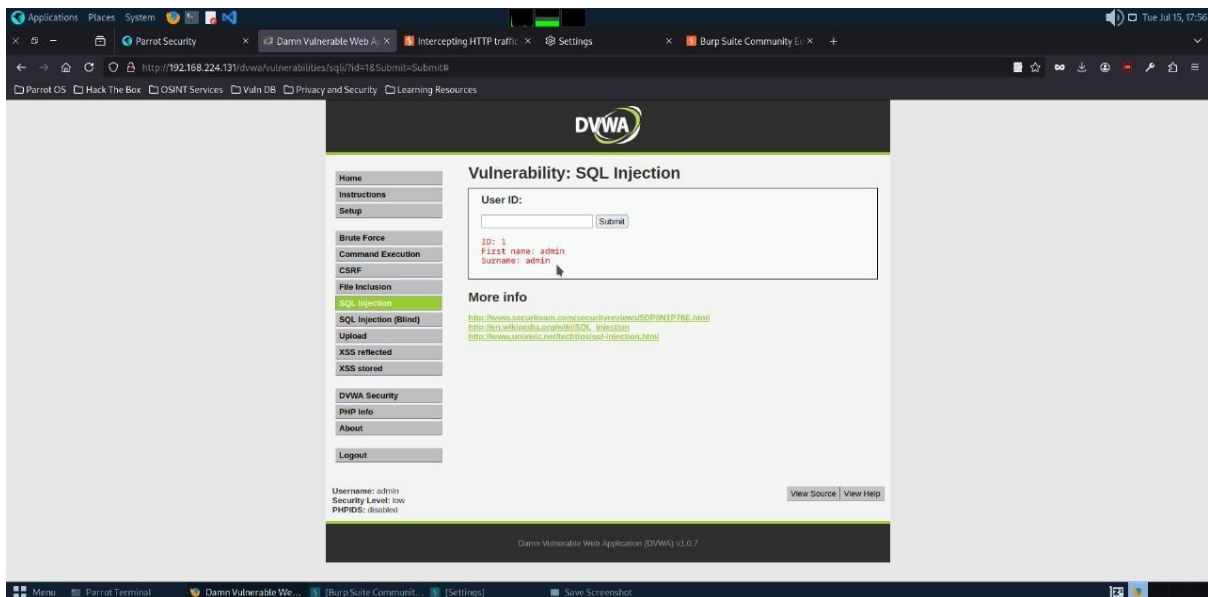 Applications Places System Tue Jul 15, 17:56
Parrot Security Damn Vulnerable Web A Intercepting HTTP traffic Settings Burp Suite Community Ed
http://192.168.224.131/dvwa/vulnerabilities/sqli/?id=1&Submit=Submit#
Parrot OS Hack The Box OSINT Services Vuln DB Privacy and Security Learning Resources
DVWA
Home
Instructions
Setup
Brute Force
Command Execution
CSRF
File Inclusion
SQL Injection
SQL Injection (Blind)
Upload
XSS reflected
XSS stored
DVWA Security
PHP Info
About
Logout
Vulnerability: SQL Injection
User ID:
Submit
ID: 1
First name: admin
Surname: admin
More info
http://www.securiteam.com/securityreviews/5DP0N1P76E.html
http://en.wikipedia.org/wiki/SQL_injection
http://www.unixwiz.net/techtips/sql-injection.html
Username: admin
Security Level: low
PHPIDS: disabled
View Source View Help
Damn Vulnerable Web Application (DVWA) v1.0.7
Menu Parrot Terminal Damn Vulnerable We... [Burp Suite Communit... [Settings] Save Screenshot